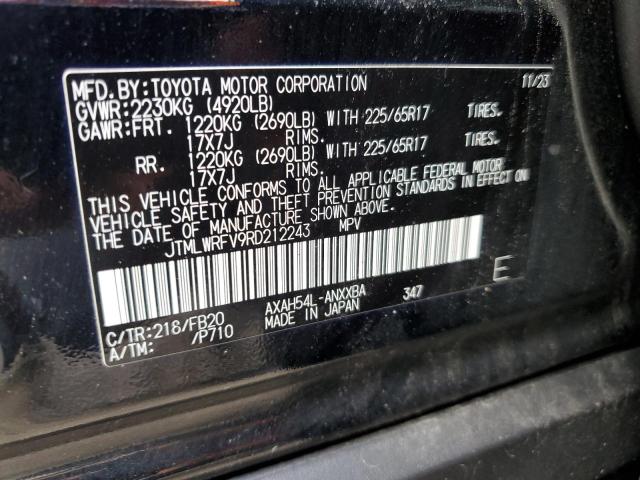 MFD.BY:TOYOTA MOTOR CORPORATION 11/23
GVWR:2230KG (4920LB)
GAWR:FRT. 1220KG (2690LB) WITH 225/65R17 TIRES.
17X7J RIMS.
RR. 1220KG (2690LB) WITH 225/65R17 TIRES.
17X7J RIMS.
THIS VEHICLE CONFORMS TO ALL APPLICABLE FEDERAL MOTOR
VEHICLE SAFETY AND BUMPER STANDARDS IN EFFECT ON
THE DATE OF MANUFACTURE SHOWN ABOVE.
JTMLWRFV9RD212243 MPV
C/TR:218/FB20 AXAH54L-ANXXBA 347 E
A/TM: /P710 MADE IN JAPAN